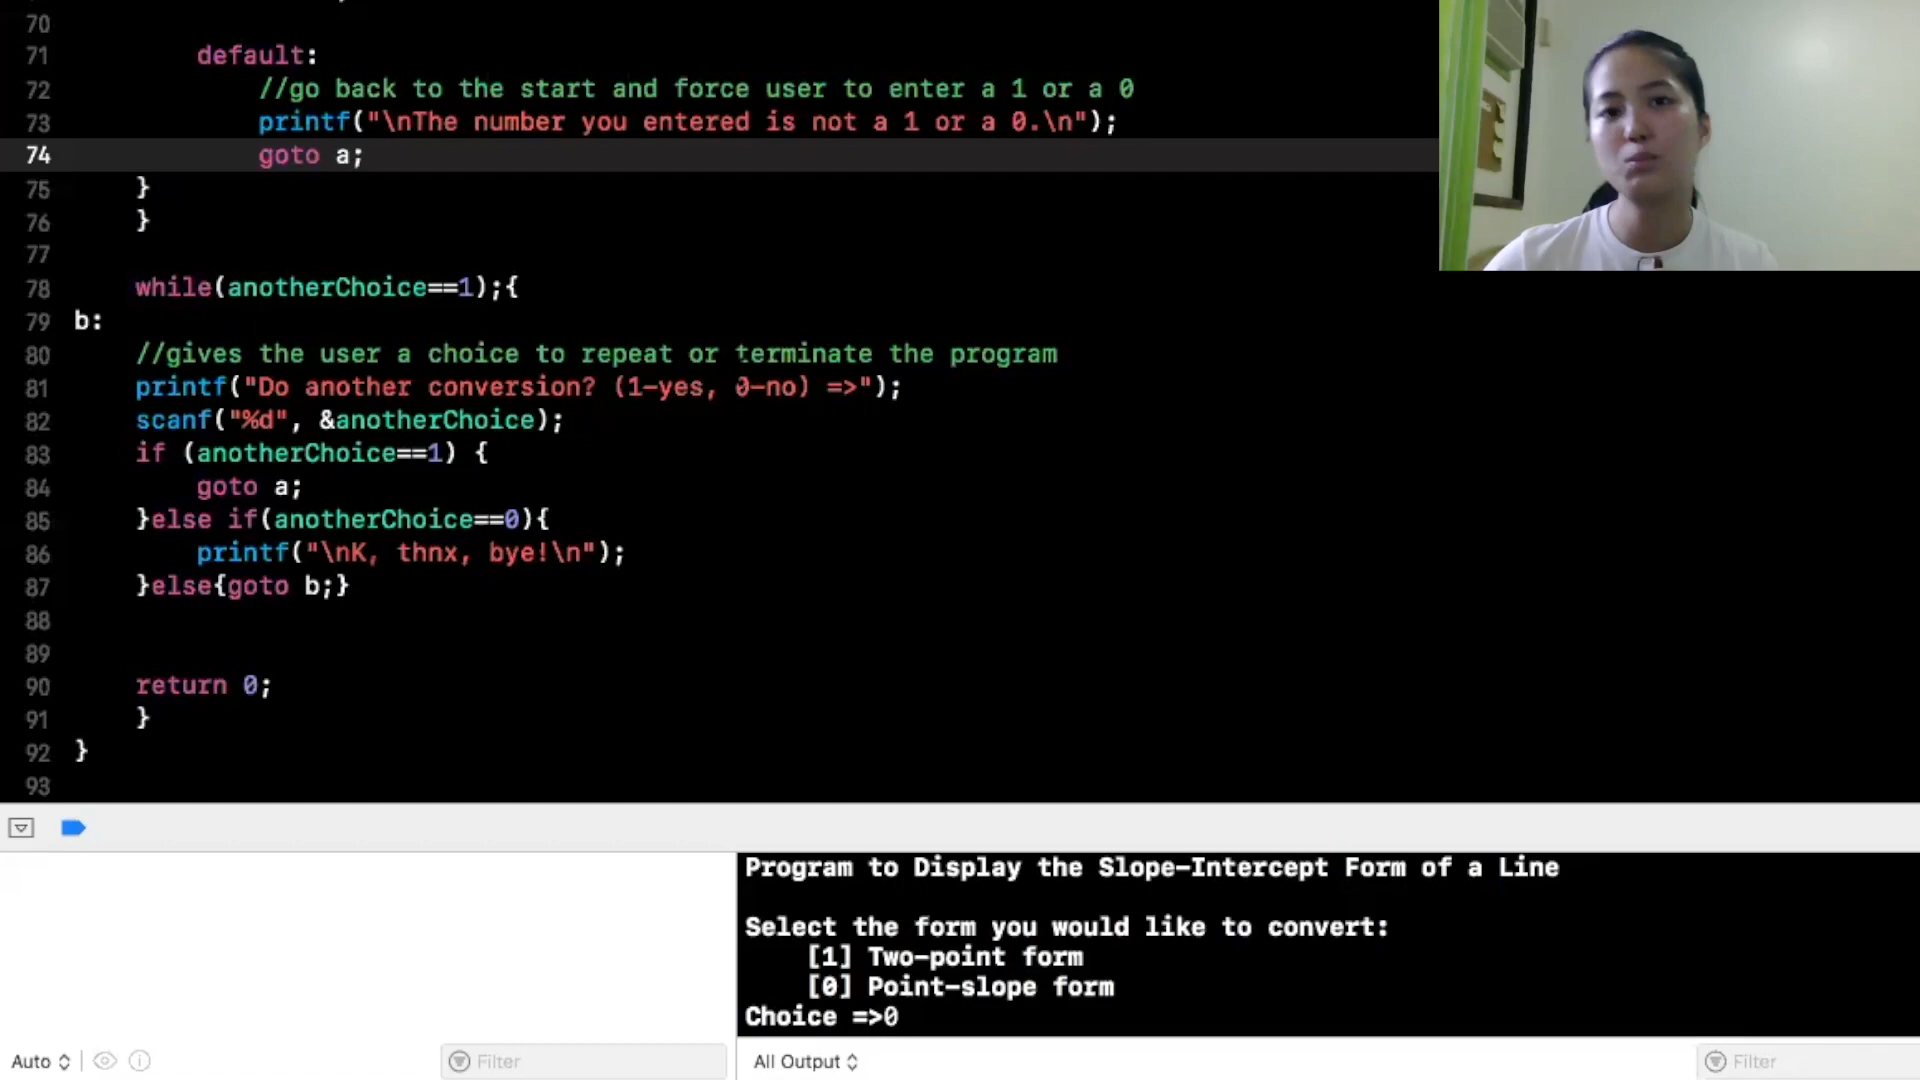 70
71 default:
72 //go back to the start and force user to enter a 1 or a 0
73 printf("\nThe number you entered is not a 1 or a 0.\n");
74 goto a;
75 }
76 }
77
78 while(anotherChoice==1);{
79 b:
80 //gives the user a choice to repeat or terminate the program
81 printf("Do another conversion? (1-yes, 0-no) =>");
82 scanf("%d", &anotherChoice);
83 if (anotherChoice==1) {
84 goto a;
85 }else if(anotherChoice==0){
86 printf("\nK, thnx, bye!\n");
87 }else{goto b;}
88
89
90 return 0;
91 }
92 }
93
Program to Display the Slope-Intercept Form of a Line
Select the form you would like to convert:
[1] Two-point form
[0] Point-slope form
Choice =>0
Auto
Filter
All Output
Filter